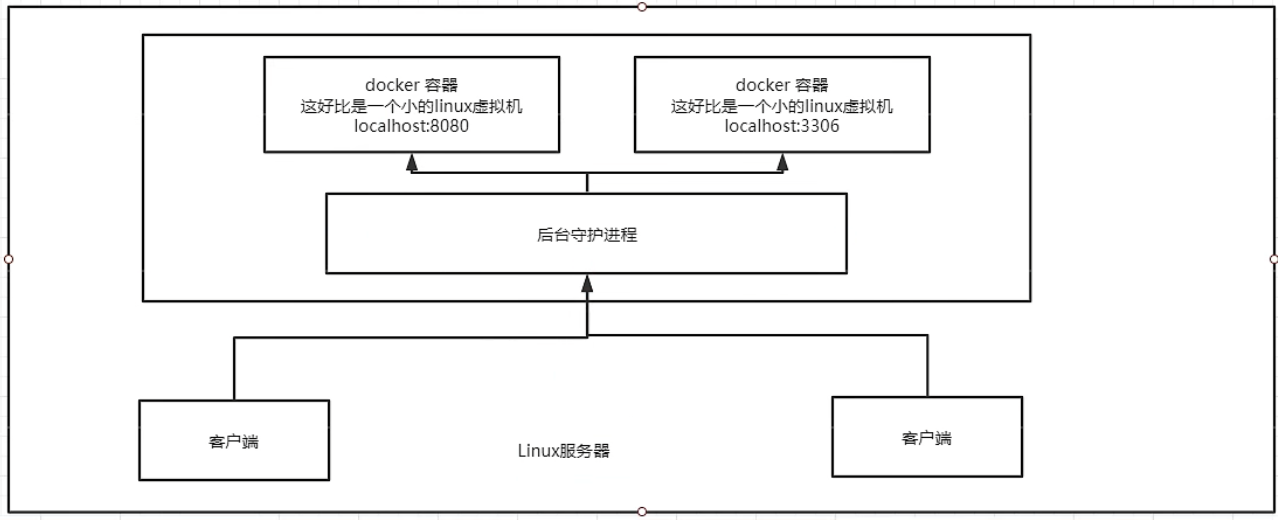 docker 容器
这好比是一个小的linux虚拟机
localhost:8080
docker 容器
这好比是一个小的linux虚拟机
localhost:3306
后台守护进程
客户端
Linux服务器
客户端